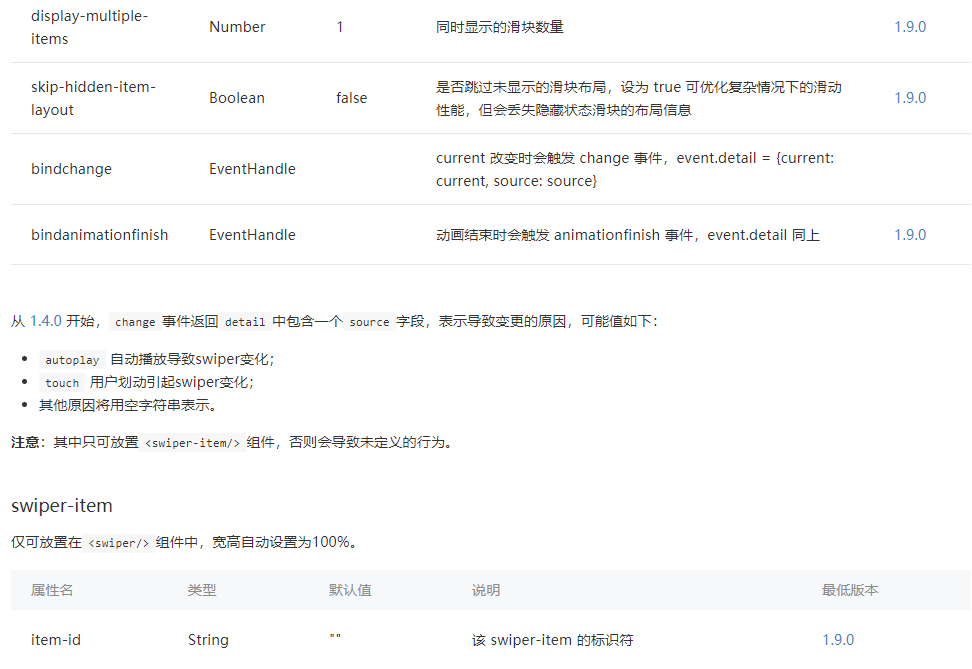 display-multiple-
items
Number
1
同时显示的滑块数量
1.9.0
skip-hidden-item-
layout
Boolean
false
是否跳过未显示的滑块布局，设为 true 可优化复杂情况下的滑动
性能，但会丢失隐藏状态滑块的布局信息
1.9.0
bindchange
EventHandle
current 改变时会触发 change 事件，event.detail = {current:
current, source: source}
bindanimationfinish
EventHandle
动画结束时会触发 animationfinish 事件，event.detail 同上
1.9.0
从 1.4.0 开始， change 事件返回 detail 中包含一个 source 字段，表示导致变更的原因，可能值如下：
• autoplay 自动播放导致swiper变化；
• touch 用户划动引起swiper变化；
• 其他原因将用空字符串表示。
注意：其中只可放置 <swiper-item/> 组件，否则会导致未定义的行为。
swiper-item
仅可放置在 <swiper/> 组件中，宽高自动设置为100%。
属性名 类型 默认值 说明 最低版本
item-id String "" 该 swiper-item 的标识符 1.9.0